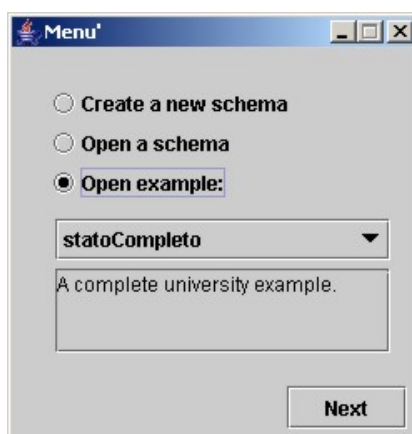 Menu'
Create a new schema
Open a schema
Open example:
statoCompleto
A complete university example.
Next